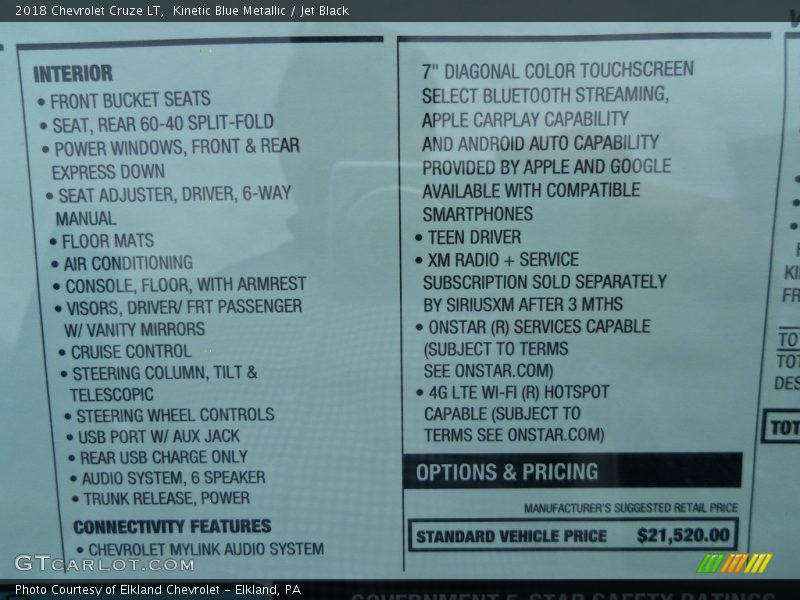 2018 Chevrolet Cruze LT,  Kinetic Blue Metallic / Jet Black
INTERIOR
• FRONT BUCKET SEATS
• SEAT, REAR 60-40 SPLIT-FOLD
• POWER WINDOWS, FRONT & REAR
EXPRESS DOWN
• SEAT ADJUSTER, DRIVER, 6-WAY
MANUAL
• FLOOR MATS
• AIR CONDITIONING
• CONSOLE, FLOOR, WITH ARMREST
• VISORS, DRIVER/ FRT PASSENGER
W/ VANITY MIRRORS
• CRUISE CONTROL
• STEERING COLUMN, TILT &
TELESCOPIC
• STEERING WHEEL CONTROLS
• USB PORT W/ AUX JACK
• REAR USB CHARGE ONLY
• AUDIO SYSTEM, 6 SPEAKER
• TRUNK RELEASE, POWER
CONNECTIVITY FEATURES
• CHEVROLET MYLINK AUDIO SYSTEM
7" DIAGONAL COLOR TOUCHSCREEN
SELECT BLUETOOTH STREAMING,
APPLE CARPLAY CAPABILITY
AND ANDROID AUTO CAPABILITY
PROVIDED BY APPLE AND GOOGLE
AVAILABLE WITH COMPATIBLE
SMARTPHONES
• TEEN DRIVER
• XM RADIO + SERVICE
SUBSCRIPTION SOLD SEPARATELY
BY SIRIUSXM AFTER 3 MTHS
• ONSTAR (R) SERVICES CAPABLE
(SUBJECT TO TERMS
SEE ONSTAR.COM)
• 4G LTE WI-FI (R) HOTSPOT
CAPABLE (SUBJECT TO
TERMS SEE ONSTAR.COM)
OPTIONS & PRICING
MANUFACTURER'S SUGGESTED RETAIL PRICE
STANDARD VEHICLE PRICE $21,520.00
GTCARLOT.COM
Photo Courtesy of Elkland Chevrolet – Elkland, PA
GOVERNMENT 5-STAR SAFETY RATINGS